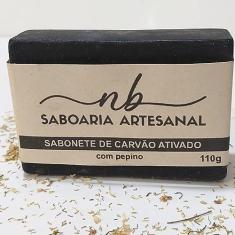 nb
SABOARIA ARTESANAL
SABONETE DE CARVÃO ATIVADO
com pepino
110g